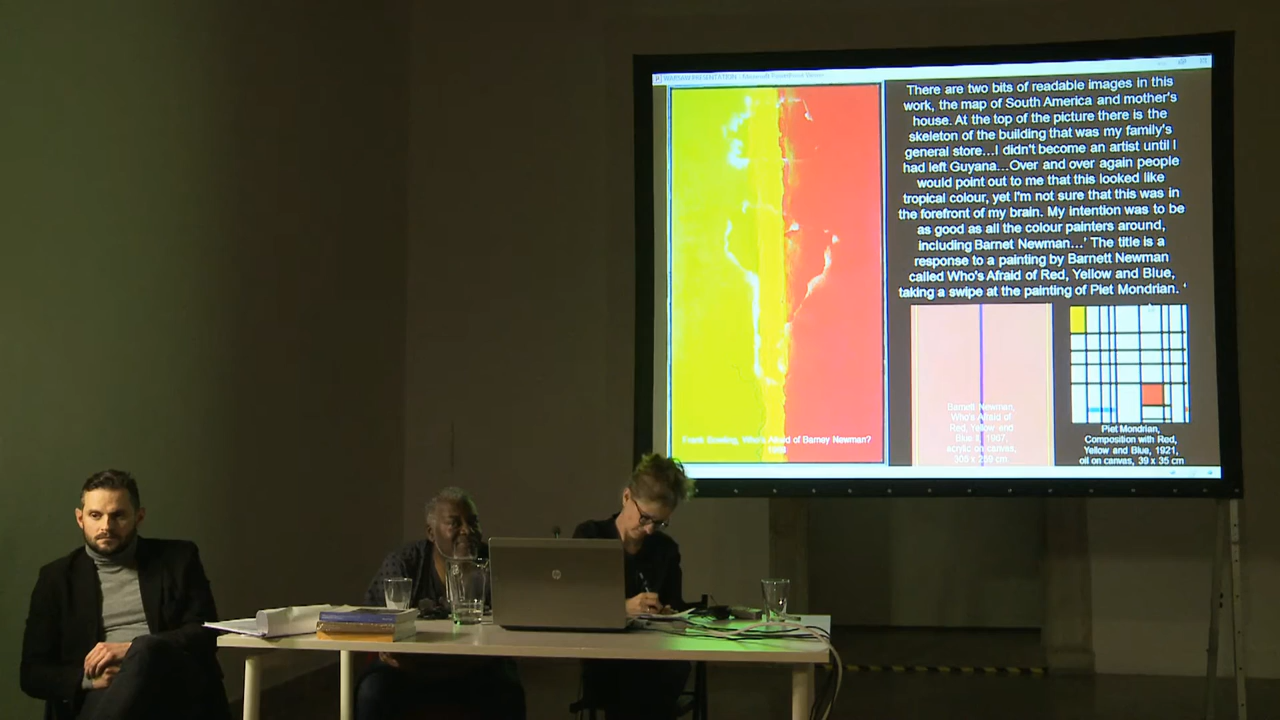 WARSAW PRESENTATION - Microsoft PowerPoint Viewer
There are two bits of readable images in this
work, the map of South America and mother's
house. At the top of the picture there is the
skeleton of the building that was my family's
general store...I didn't become an artist until I
had left Guyana...Over and over again people
would point out to me that this looked like
tropical colour, yet I'm not sure that this was in
the forefront of my brain. My intention was to be
as good as all the colour painters around,
including Barnet Newman...' The title is a
response to a painting by Barnett Newman
called Who's Afraid of Red, Yellow and Blue,
taking a swipe at the painting of Piet Mondrian. '
Frank Bowling, Who's Afraid of Barney Newman?
Barnett Newman,
Who's Afraid of
Red, Yellow and
Blue
acrylic on canvas,
Piet Mondrian,
Composition with Red,
Yellow and Blue, 1921,
oil on canvas, 39 x 35 cm
hp